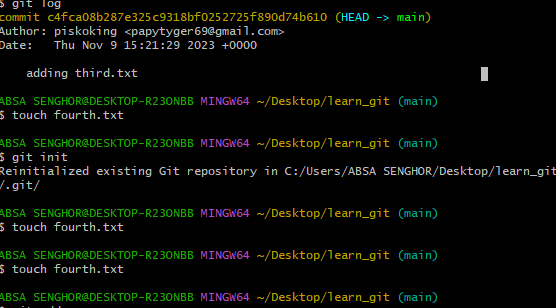 $ git log
commit c4fca08b287e325c9318bf0252725f890d74b610 (HEAD -> main)
Author: piskoking <papytyger69@gmail.com>
Date:   Thu Nov 9 15:21:29 2023 +0000
    adding third.txt
ABSA SENGHOR@DESKTOP-R23ONBB MINGW64 ~/Desktop/learn_git (main)
$ touch fourth.txt
ABSA SENGHOR@DESKTOP-R23ONBB MINGW64 ~/Desktop/learn_git (main)
$ git init
Reinitialized existing Git repository in C:/Users/ABSA SENGHOR/Desktop/learn_git
/.git/
ABSA SENGHOR@DESKTOP-R23ONBB MINGW64 ~/Desktop/learn_git (main)
$ touch fourth.txt
ABSA SENGHOR@DESKTOP-R23ONBB MINGW64 ~/Desktop/learn_git (main)
$ touch fourth.txt
ABSA SENGHOR@DESKTOP-R23ONBB MINGW64 ~/Desktop/learn_git (main)